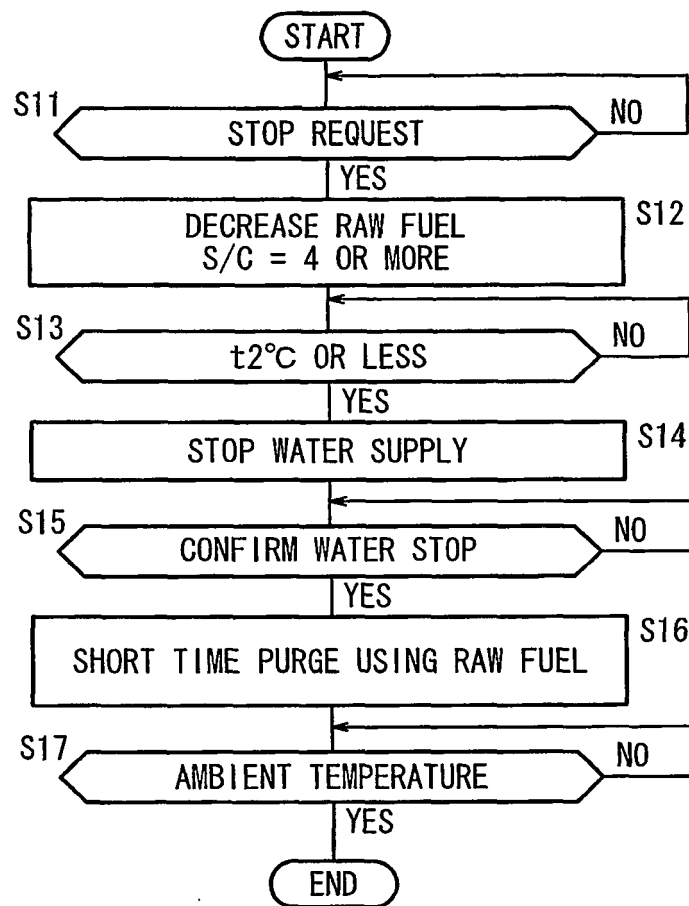 START
S11
STOP REQUEST
NO
YES
DECREASE RAW FUEL
S/C = 4 OR MORE
S12
S13
t2℃ OR LESS
NO
YES
STOP WATER SUPPLY
S14
S15
CONFIRM WATER STOP
NO
YES
SHORT TIME PURGE USING RAW FUEL
S16
S17
AMBIENT TEMPERATURE
NO
YES
END